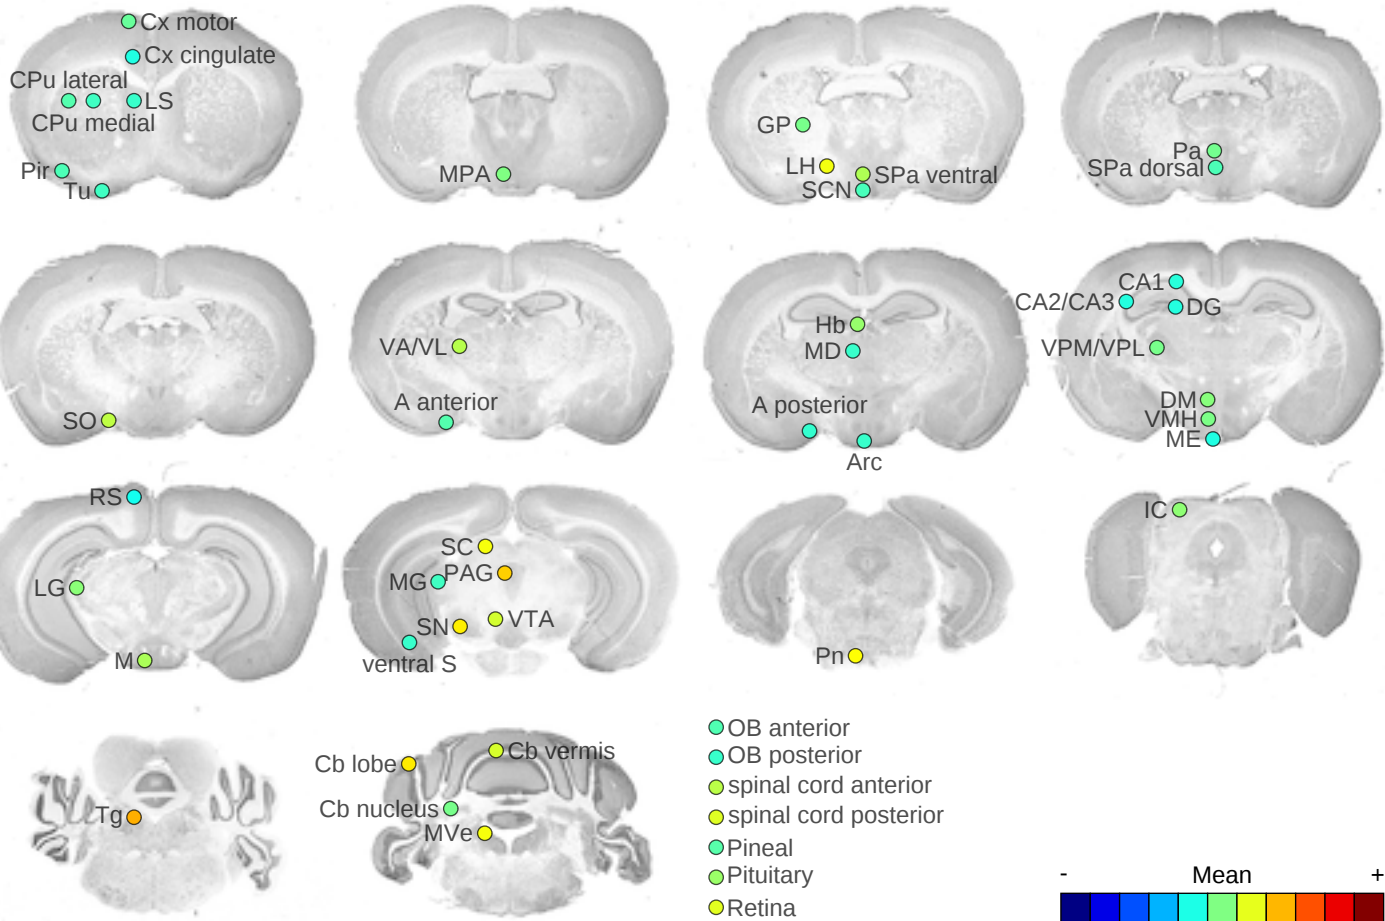 Cx motor
Cx cingulate
CPu lateral
LS
CPu medial
Pir
Tu
MPA
GP
LH
SPa ventral
SCN
Pa
SPa dorsal
SO
VA/VL
A anterior
Hb
MD
A posterior
Arc
CA1
CA2/CA3
DG
VPM/VPL
DM
VMH
ME
RS
LG
M
SC
PAG
MG
VTA
SN
ventral S
Pn
IC
Tg
Cb vermis
Cb lobe
Cb nucleus
MVe
OB anterior
OB posterior
spinal cord anterior
spinal cord posterior
Pineal
Pituitary
Retina
- Mean +